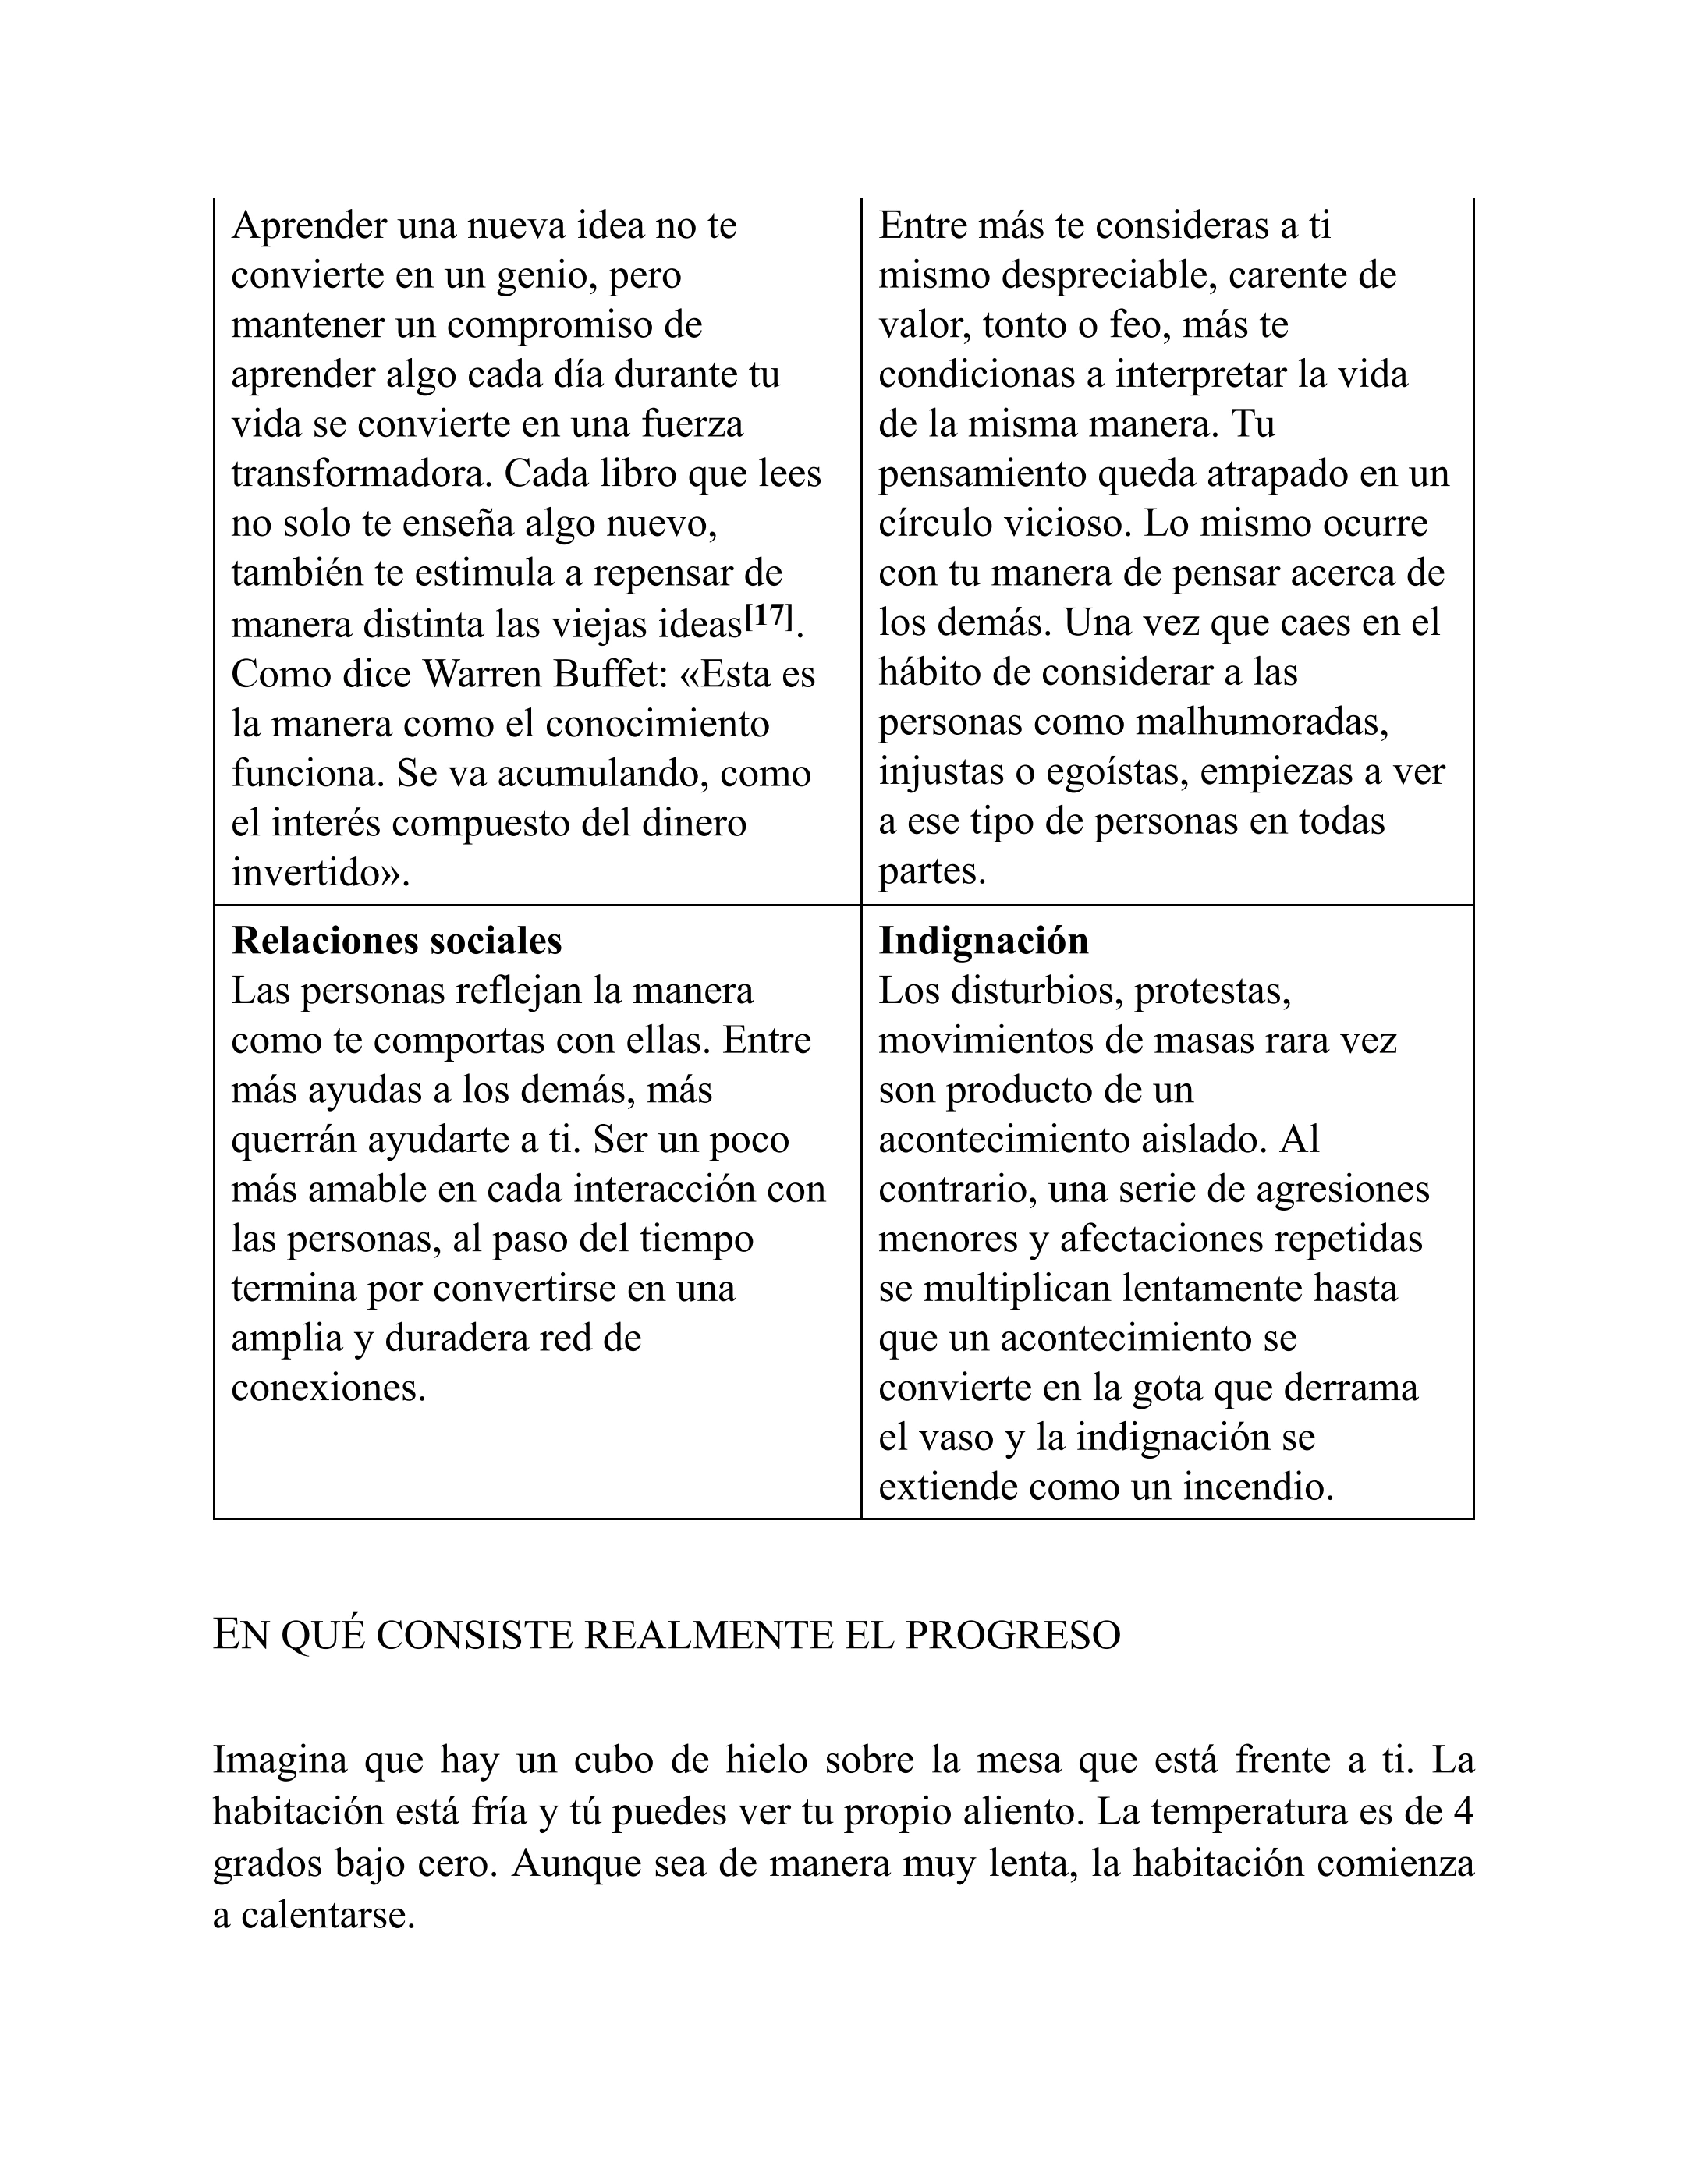 Aprender una nueva idea no te
convierte en un genio, pero
mantener un compromiso de
aprender algo cada día durante tu
vida se convierte en una fuerza
transformadora. Cada libro que lees
no solo te enseña algo nuevo,
también te estimula a repensar de
manera distinta las viejas ideas[17].
Como dice Warren Buffet: «Esta es
la manera como el conocimiento
funciona. Se va acumulando, como
el interés compuesto del dinero
invertido».
Entre más te consideras a ti
mismo despreciable, carente de
valor, tonto o feo, más te
condicionas a interpretar la vida
de la misma manera. Tu
pensamiento queda atrapado en un
círculo vicioso. Lo mismo ocurre
con tu manera de pensar acerca de
los demás. Una vez que caes en el
hábito de considerar a las
personas como malhumoradas,
injustas o egoístas, empiezas a ver
a ese tipo de personas en todas
partes.
Relaciones sociales
Las personas reflejan la manera
como te comportas con ellas. Entre
más ayudas a los demás, más
querrán ayudarte a ti. Ser un poco
más amable en cada interacción con
las personas, al paso del tiempo
termina por convertirse en una
amplia y duradera red de
conexiones.
Indignación
Los disturbios, protestas,
movimientos de masas rara vez
son producto de un
acontecimiento aislado. Al
contrario, una serie de agresiones
menores y afectaciones repetidas
se multiplican lentamente hasta
que un acontecimiento se
convierte en la gota que derrama
el vaso y la indignación se
extiende como un incendio.
EN QUÉ CONSISTE REALMENTE EL PROGRESO
Imagina que hay un cubo de hielo sobre la mesa que está frente a ti. La
habitación está fría y tú puedes ver tu propio aliento. La temperatura es de 4
grados bajo cero. Aunque sea de manera muy lenta, la habitación comienza
a calentarse.